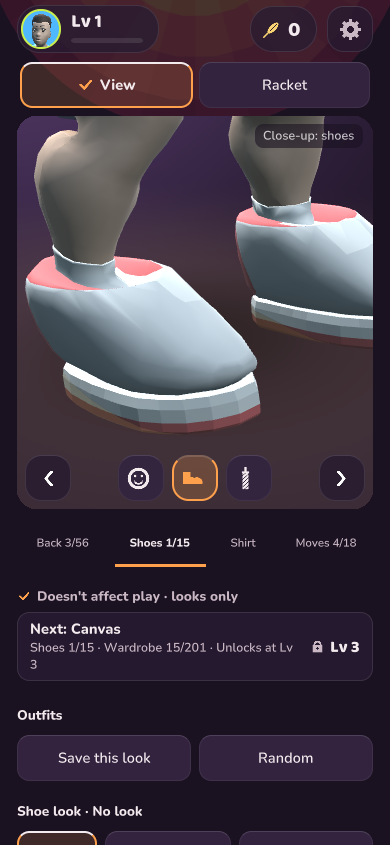 Lv 1
0
View
Racket
Close-up: shoes
Back 3/56
Shoes 1/15
Shirt
Moves 4/18
Doesn't affect play · looks only
Next: Canvas
Shoes 1/15 · Wardrobe 15/201 · Unlocks at Lv
3
Lv 3
Outfits
Save this look
Random
Shoe look · No look